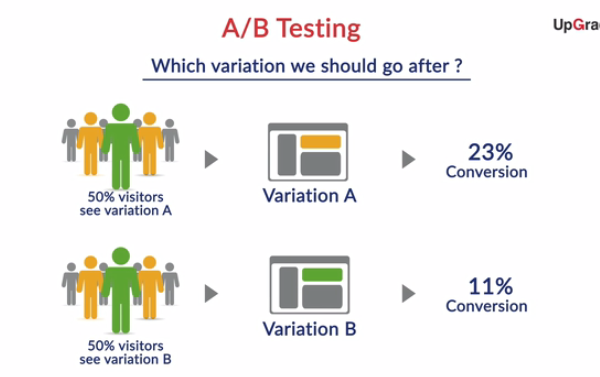 A/B Testing
UpGrad
Which variation we should go after ?
50% visitors
see variation A
Variation A
23%
Conversion
50% visitors
see variation B
Variation B
11%
Conversion